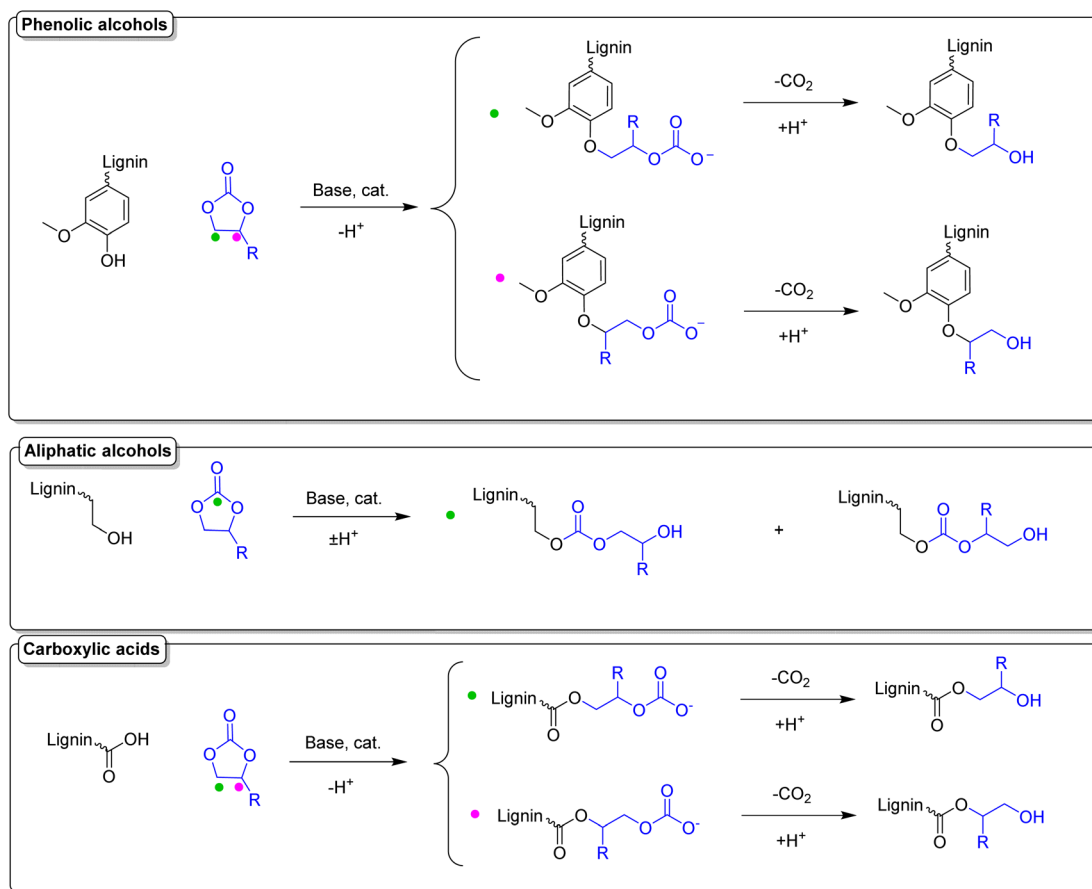 Phenolic alcohols
Lignin
O
OH
O
O
O
R
Base, cat.
-H⁺
Lignin
O
O
R
O
O
O⁻
-CO₂
+H⁺
Lignin
O
O
R
OH
Lignin
O
O
R
O
O
O⁻
-CO₂
+H⁺
Lignin
O
O
R
OH
Aliphatic alcohols
Lignin
OH
O
O
O
R
Base, cat.
±H⁺
Lignin
O
O
O
OH
R
+
Lignin
O
O
O
R
OH
Carboxylic acids
Lignin
OH
O
O
O
O
R
Base, cat.
-H⁺
Lignin
O
O
R
O
O
O⁻
-CO₂
+H⁺
Lignin
O
O
R
OH
Lignin
O
O
R
O
O
O⁻
-CO₂
+H⁺
Lignin
O
O
R
OH